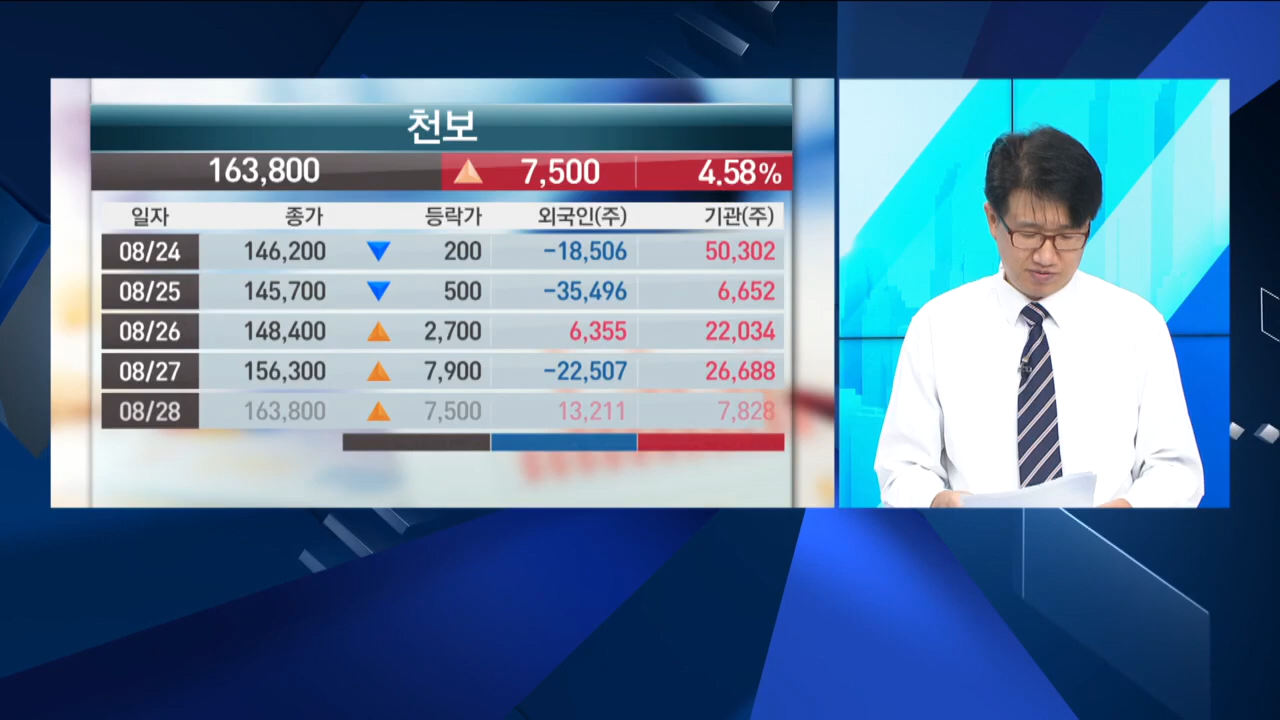 천보
163,800 ▲ 7,500 4.58%
일자 종가 등락가 외국인(주) 기관(주)
08/24 146,200 ▼ 200 -18,506 50,302
08/25 145,700 ▼ 500 -35,496 6,652
08/26 148,400 ▲ 2,700 6,355 22,034
08/27 156,300 ▲ 7,900 -22,507 26,688
08/28 163,800 ▲ 7,500 13,211 7,828